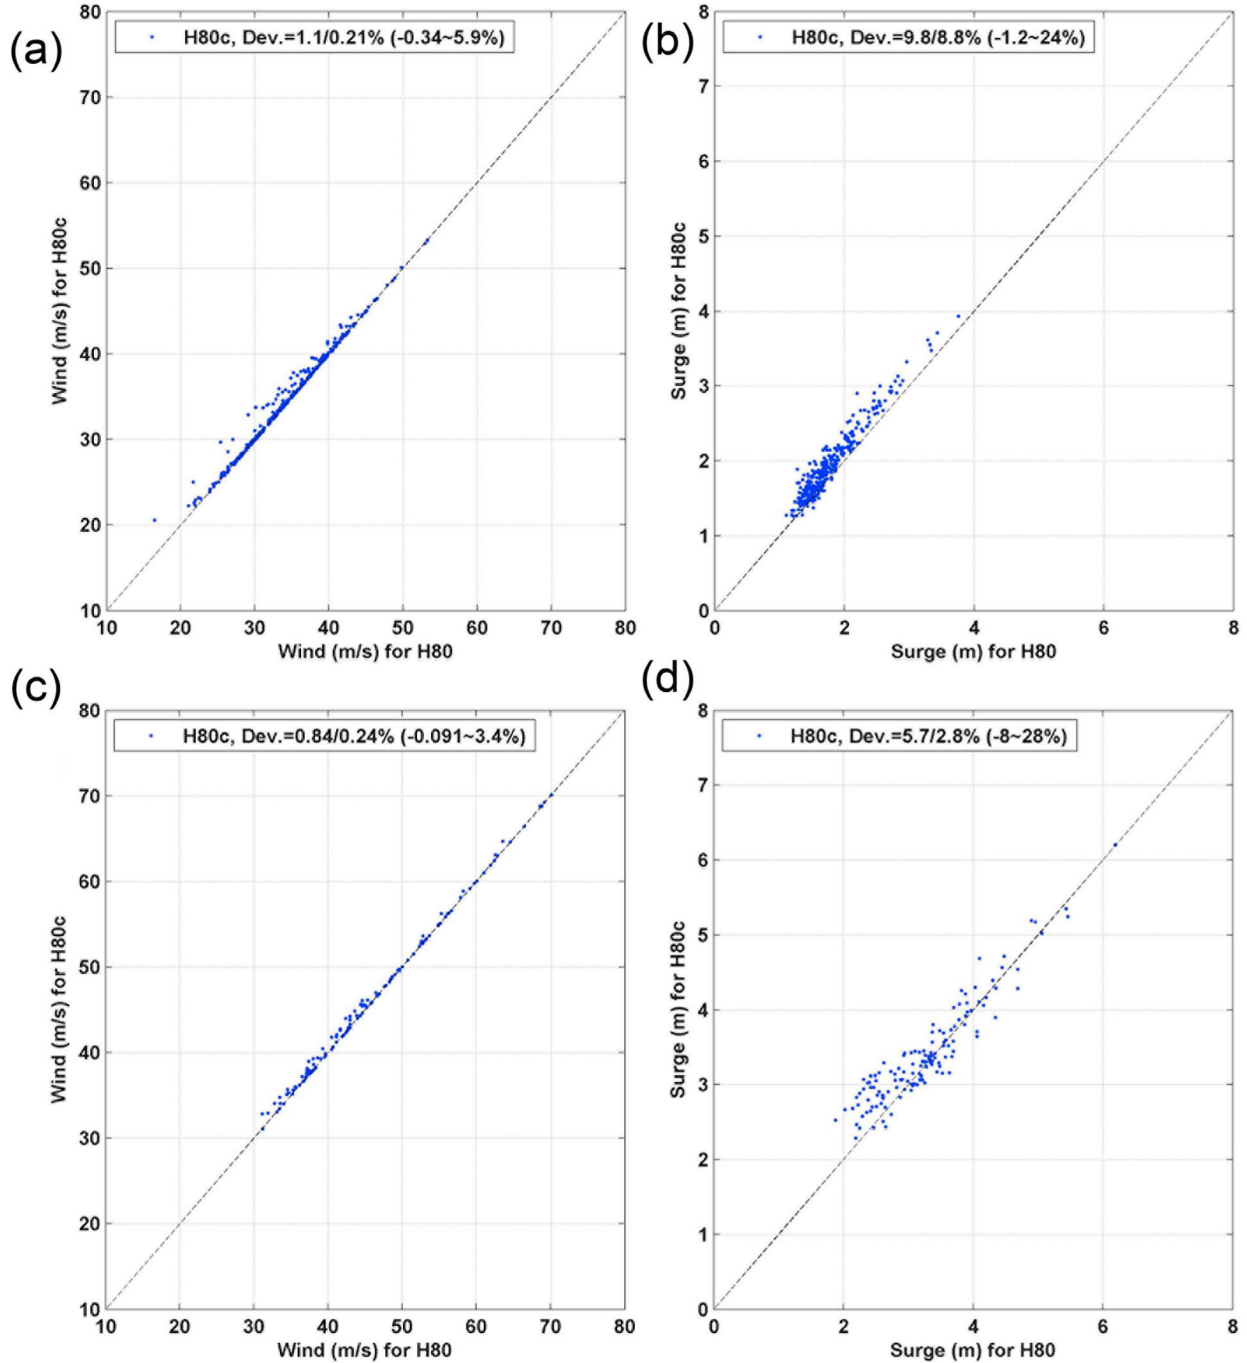 (a)
H80c, Dev.=1.1/0.21% (-0.34~5.9%)
80
70
60
50
40
30
20
10
Wind (m/s) for H80c
10 20 30 40 50 60 70 80
Wind (m/s) for H80
(b)
H80c, Dev.=9.8/8.8% (-1.2~24%)
8
7
6
5
4
3
2
1
0
Surge (m) for H80c
0 2 4 6 8
Surge (m) for H80
(c)
H80c, Dev.=0.84/0.24% (-0.091~3.4%)
80
70
60
50
40
30
20
10
Wind (m/s) for H80c
10 20 30 40 50 60 70 80
Wind (m/s) for H80
(d)
H80c, Dev.=5.7/2.8% (-8~28%)
8
7
6
5
4
3
2
1
0
Surge (m) for H80c
0 2 4 6 8
Surge (m) for H80